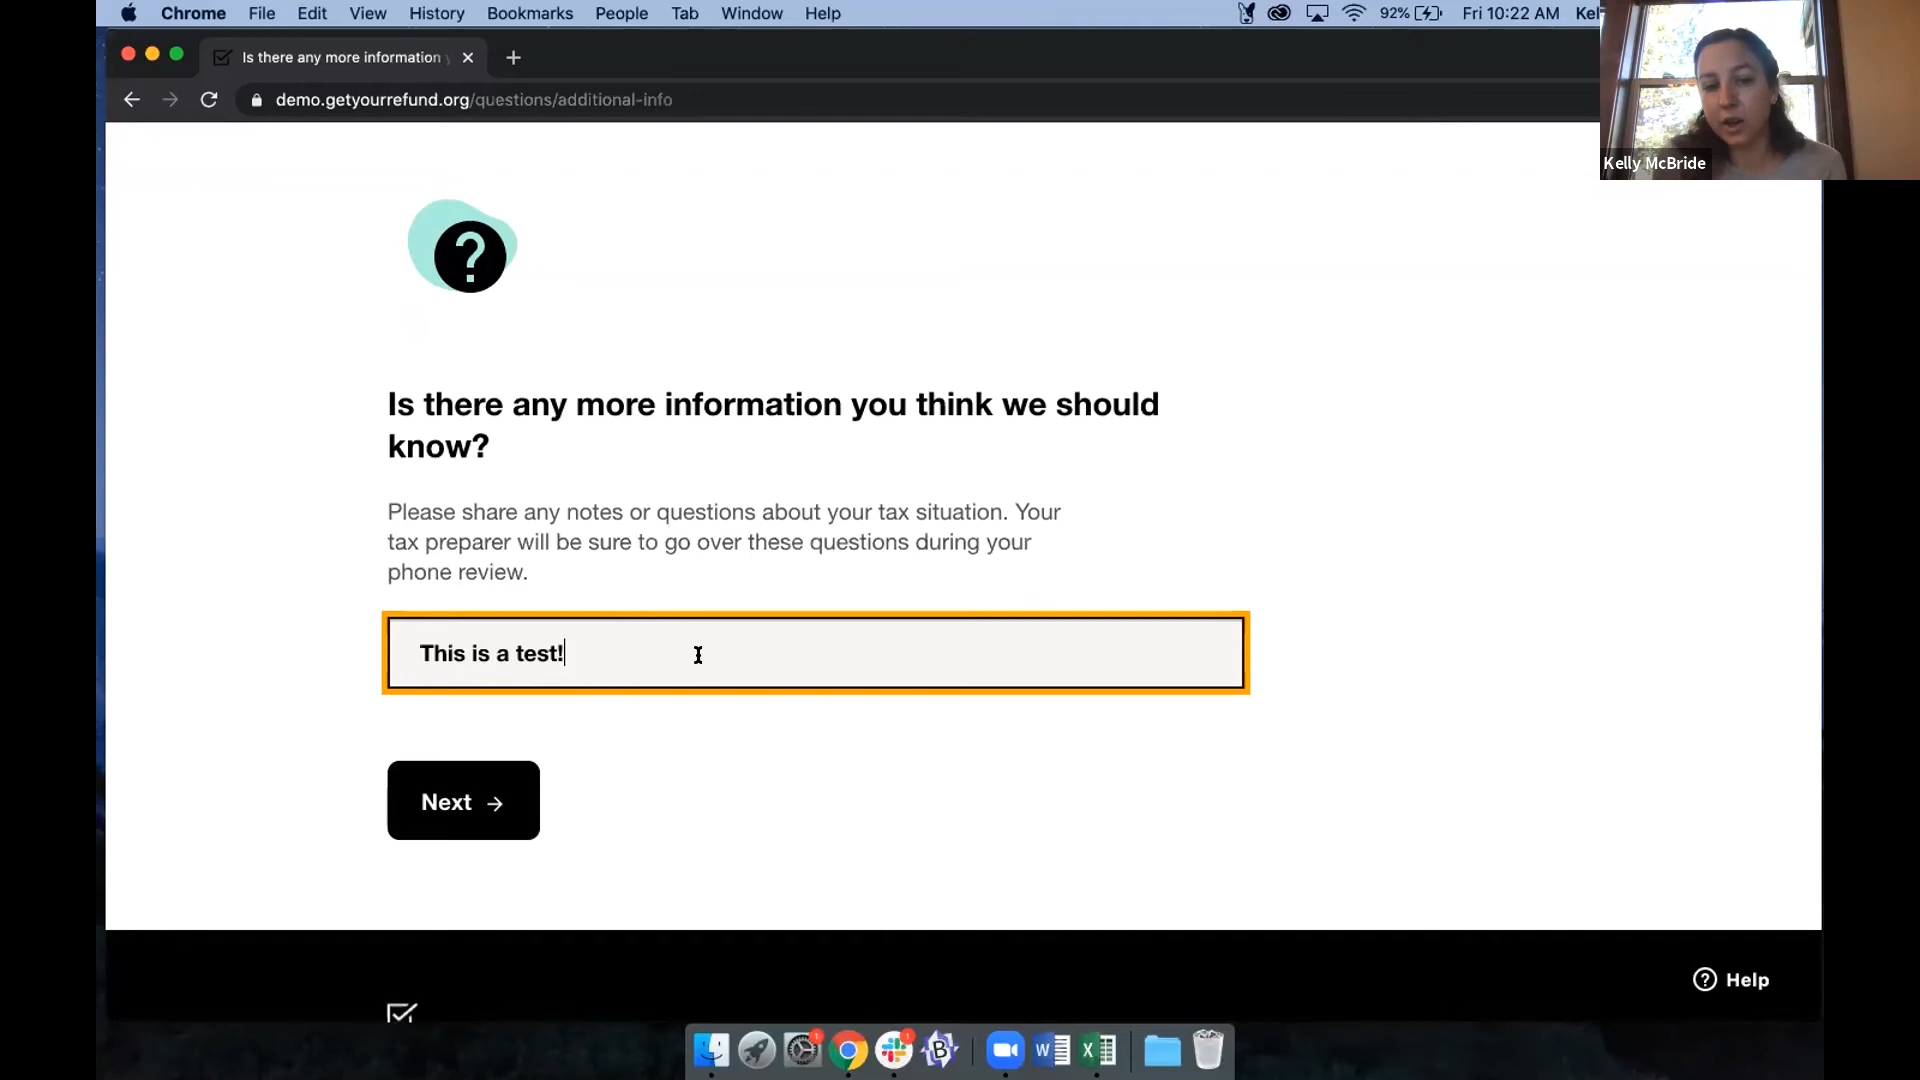 Chrome File Edit View History Bookmarks People Tab Window Help 92% Fri 10:22 AM Kel
Is there any more information
demo.getyourrefund.org/questions/additional-info
Kelly McBride
Is there any more information you think we should
know?
Please share any notes or questions about your tax situation. Your
tax preparer will be sure to go over these questions during your
phone review.
This is a test!
Next
Help